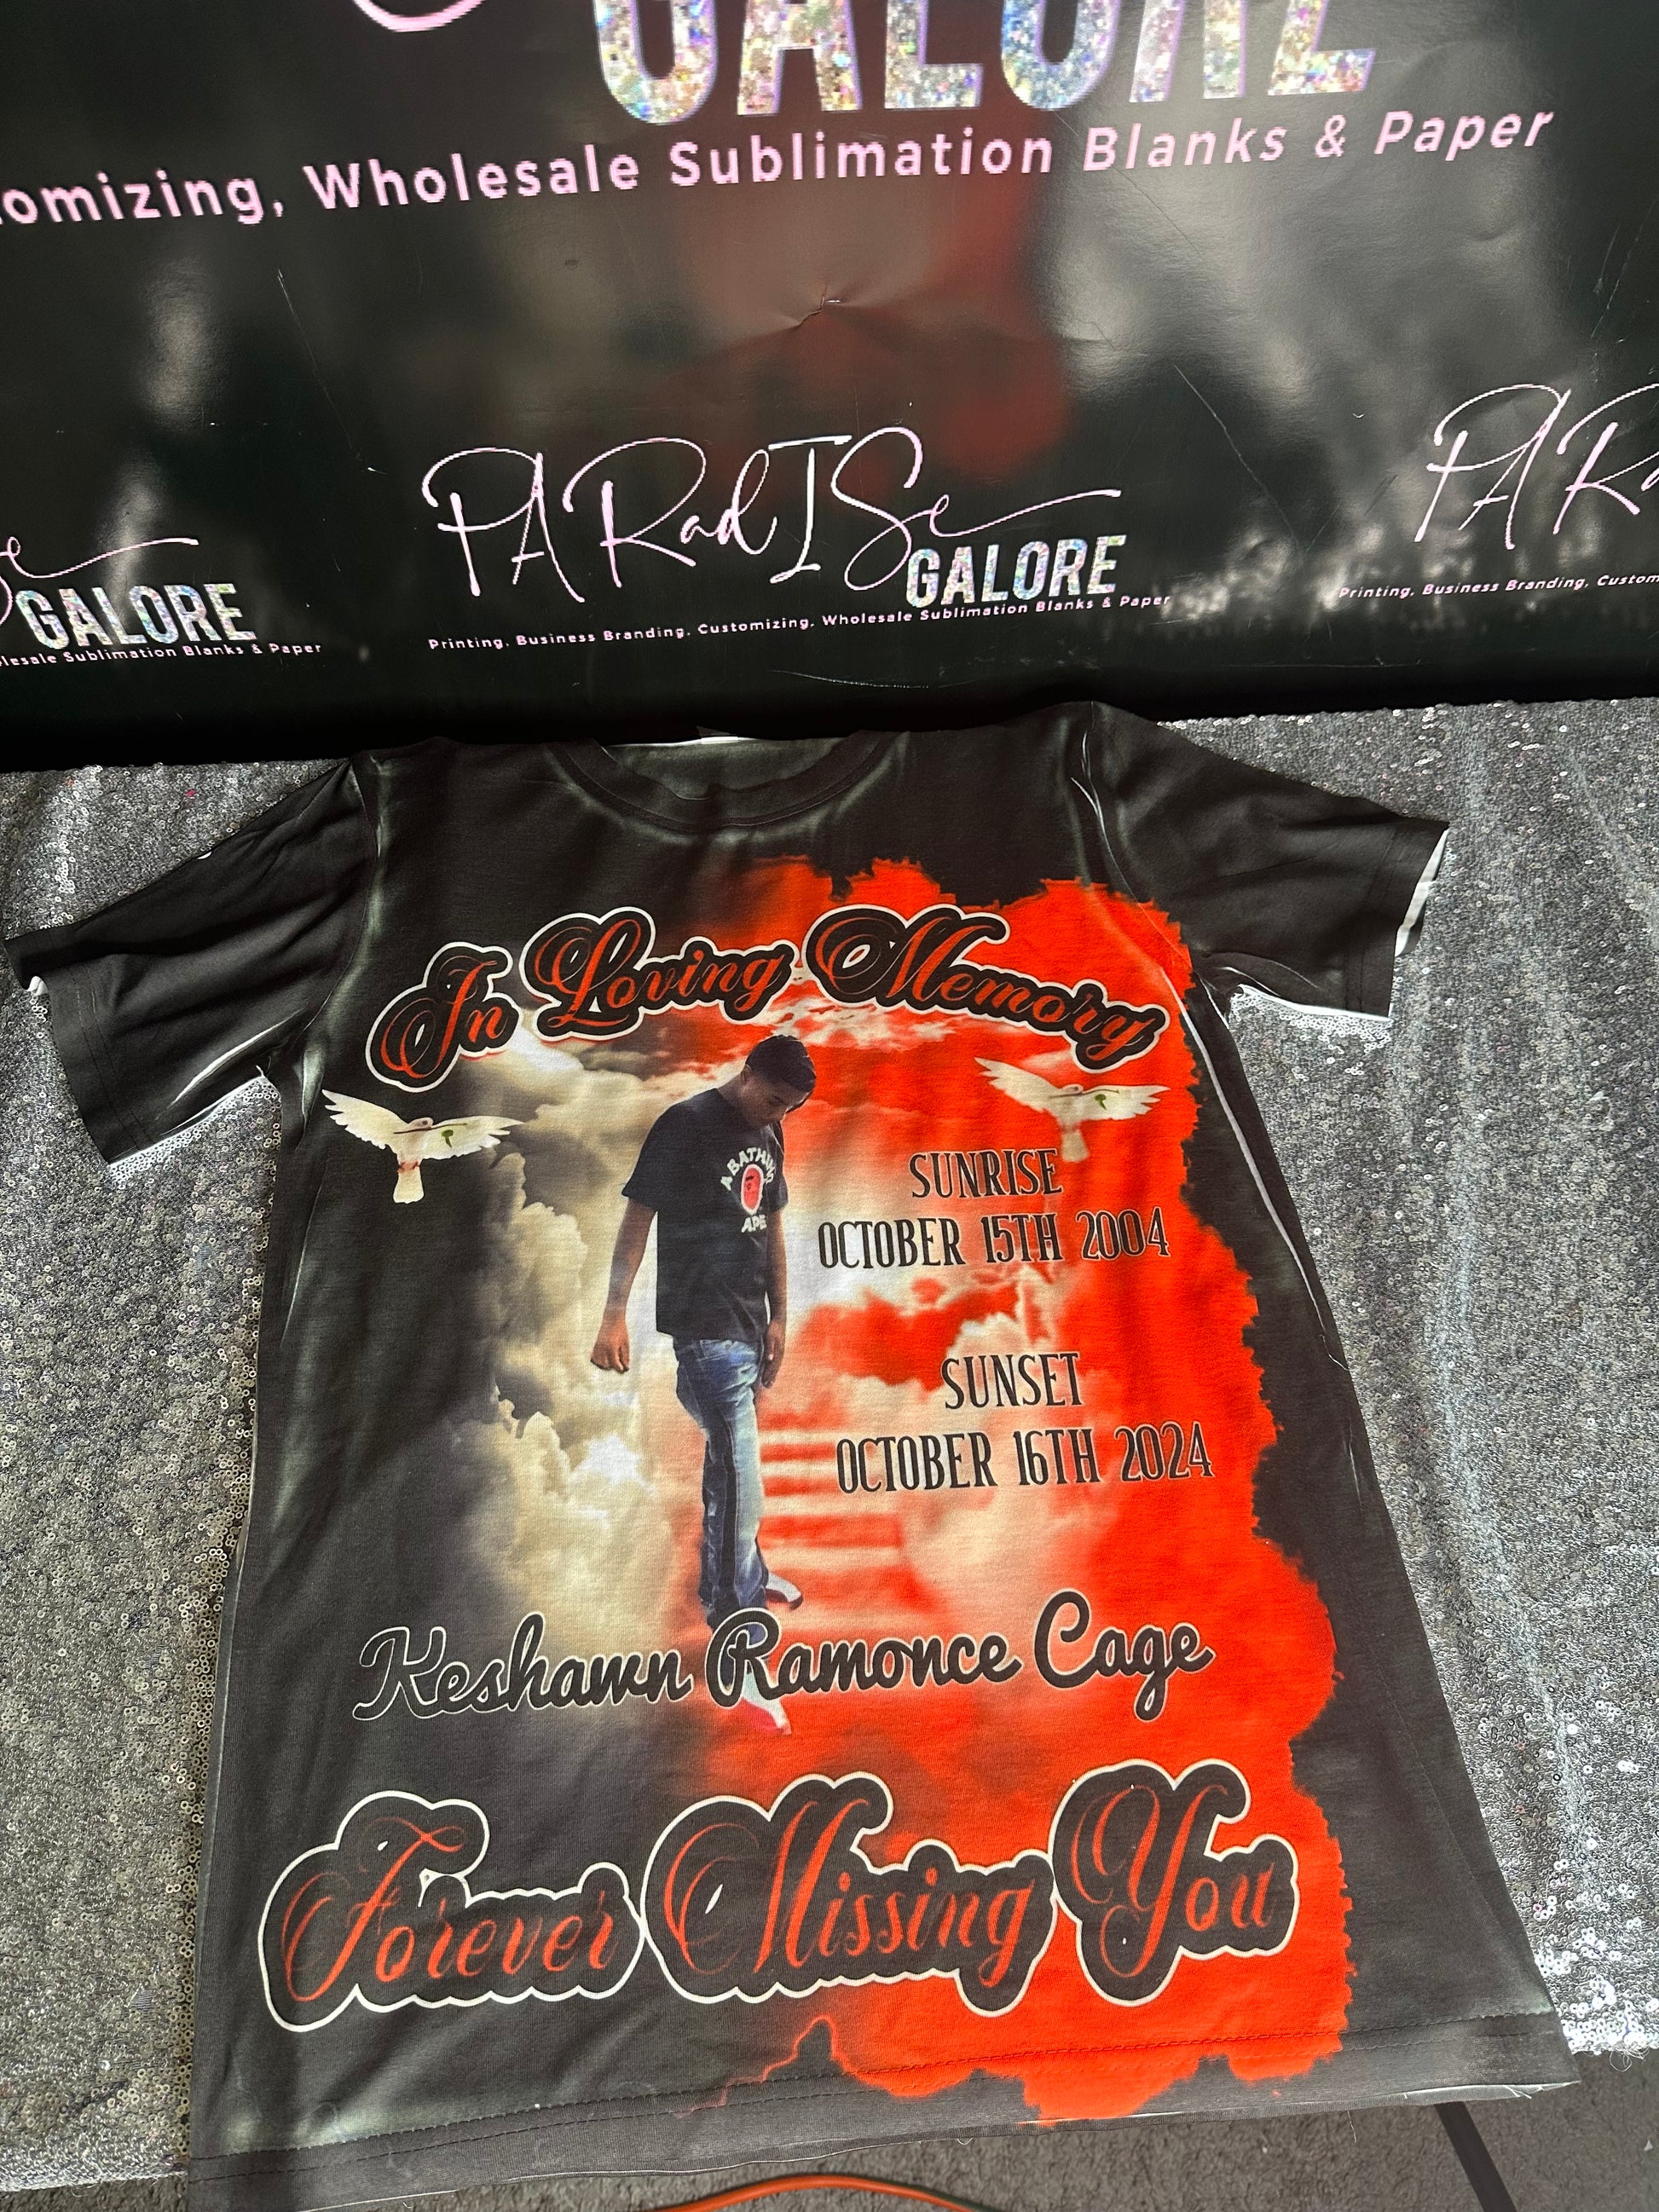 GALORE
omizing, Wholesale Sublimation Blanks & Paper
PARadISe
GALORE
Printing, Business Branding, Customizing, Wholesale Sublimation Blanks & Paper
GALORE
lesale Sublimation Blanks & Paper
PARa
Printing, Business Branding, Custom
In Loving Memory
A BATHING
APE
SUNRISE
OCTOBER 15TH 2004
SUNSET
OCTOBER 16TH 2024
Keshawn Ramonce Cage
Forever Missing You